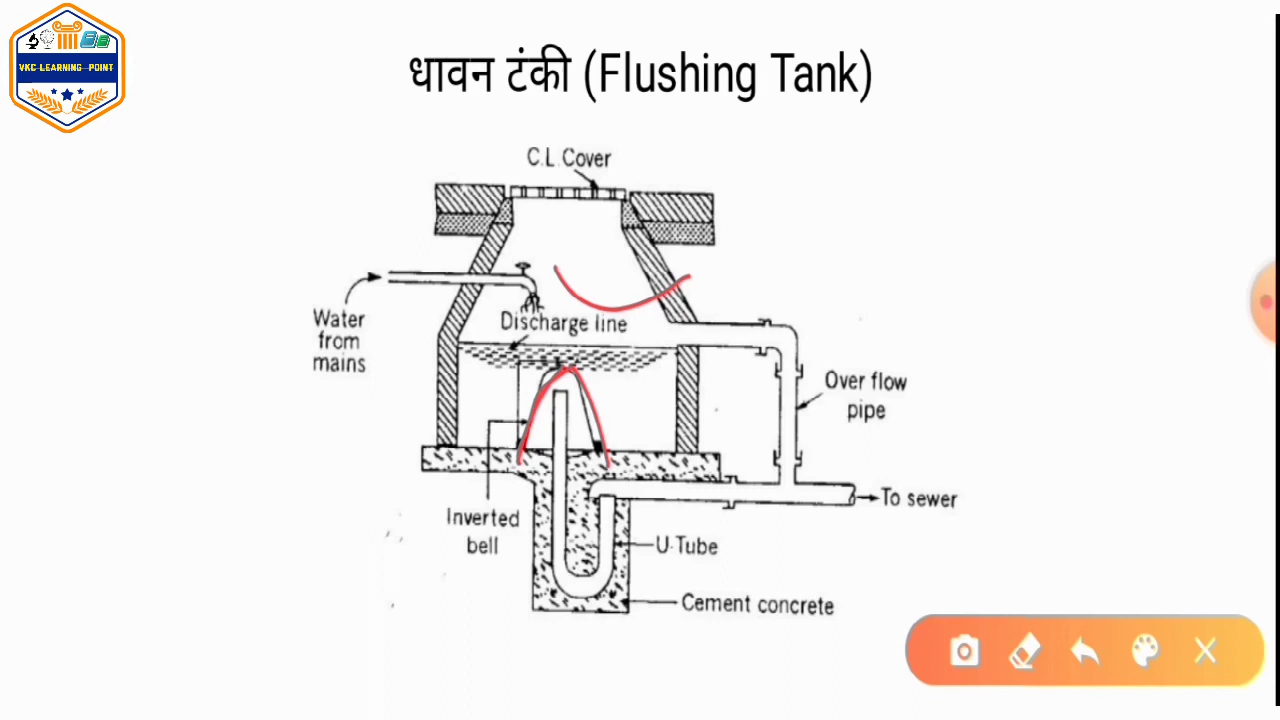 VKC-LEARNING-POINT
धावन टंकी (Flushing Tank)
C.I. Cover
Water
from
mains
Discharge line
Over flow
pipe
To sewer
Inverted
bell
U-Tube
Cement concrete